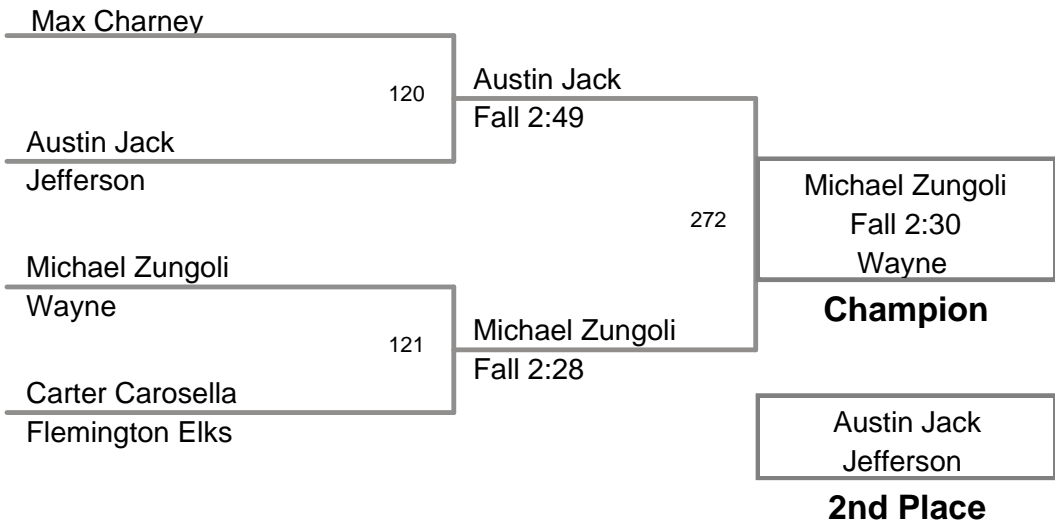 Max Charney
120
Austin Jack
Jefferson
Austin Jack
Fall 2:49
Michael Zungoli
Wayne
121
Carter Carosella
Flemington Elks
Michael Zungoli
Fall 2:28
272
Michael Zungoli
Fall 2:30
Wayne
Champion
Austin Jack
Jefferson
2nd Place